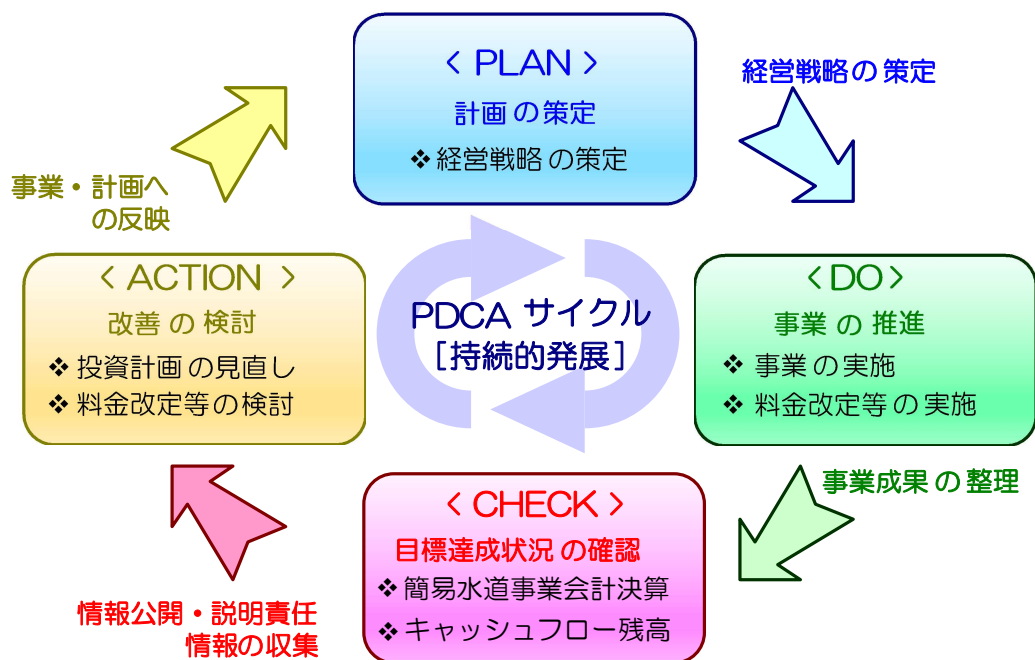 < PLAN >
計画の策定
❖ 経営戦略の策定
経営戦略の策定
< DO >
事業の推進
❖ 事業の実施
❖ 料金改定等の実施
事業成果の整理
< CHECK >
目標達成状況の確認
❖ 簡易水道事業会計決算
❖ キャッシュフロー残高
情報公開・説明責任
情報の収集
< ACTION >
改善の検討
❖ 投資計画の見直し
❖ 料金改定等の検討
事業・計画へ
の反映
PDCA サイクル
[持続的発展]